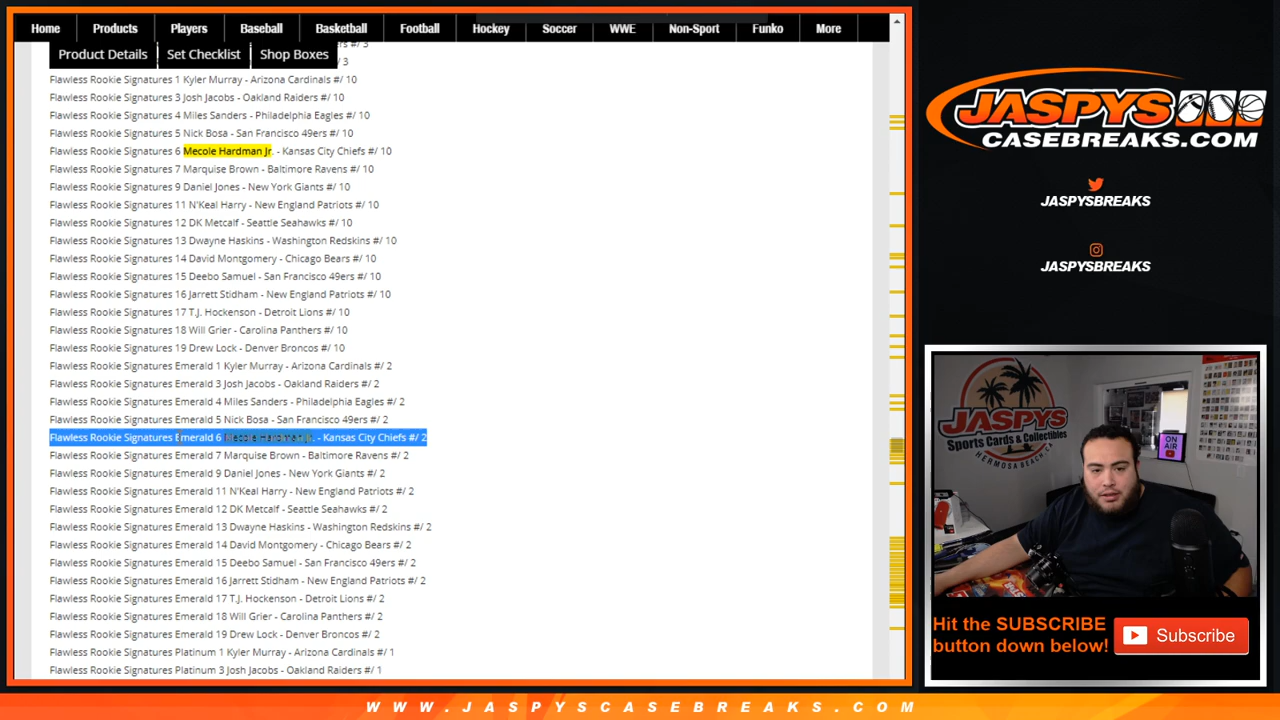 Home Products Players Baseball Basketball Football Hockey Soccer WWE Non-Sport Funko More
Product Details Set Checklist Shop Boxes
Flawless Rookie Signatures 1 Kyler Murray - Arizona Cardinals #/ 10
Flawless Rookie Signatures 3 Josh Jacobs - Oakland Raiders #/ 10
Flawless Rookie Signatures 4 Miles Sanders - Philadelphia Eagles #/ 10
Flawless Rookie Signatures 5 Nick Bosa - San Francisco 49ers #/ 10
Flawless Rookie Signatures 6 Mecole Hardman Jr. - Kansas City Chiefs #/ 10
Flawless Rookie Signatures 7 Marquise Brown - Baltimore Ravens #/ 10
Flawless Rookie Signatures 9 Daniel Jones - New York Giants #/ 10
Flawless Rookie Signatures 11 N'Keal Harry - New England Patriots #/ 10
Flawless Rookie Signatures 12 DK Metcalf - Seattle Seahawks #/ 10
Flawless Rookie Signatures 13 Dwayne Haskins - Washington Redskins #/ 10
Flawless Rookie Signatures 14 David Montgomery - Chicago Bears #/ 10
Flawless Rookie Signatures 15 Deebo Samuel - San Francisco 49ers #/ 10
Flawless Rookie Signatures 16 Jarrett Stidham - New England Patriots #/ 10
Flawless Rookie Signatures 17 T.J. Hockenson - Detroit Lions #/ 10
Flawless Rookie Signatures 18 Will Grier - Carolina Panthers #/ 10
Flawless Rookie Signatures 19 Drew Lock - Denver Broncos #/ 10
Flawless Rookie Signatures Emerald 1 Kyler Murray - Arizona Cardinals #/ 2
Flawless Rookie Signatures Emerald 3 Josh Jacobs - Oakland Raiders #/ 2
Flawless Rookie Signatures Emerald 4 Miles Sanders - Philadelphia Eagles #/ 2
Flawless Rookie Signatures Emerald 5 Nick Bosa - San Francisco 49ers #/ 2
Flawless Rookie Signatures Emerald 6 Mecole Hardman Jr. - Kansas City Chiefs #/ 2
Flawless Rookie Signatures Emerald 7 Marquise Brown - Baltimore Ravens #/ 2
Flawless Rookie Signatures Emerald 9 Daniel Jones - New York Giants #/ 2
Flawless Rookie Signatures Emerald 11 N'Keal Harry - New England Patriots #/ 2
Flawless Rookie Signatures Emerald 12 DK Metcalf - Seattle Seahawks #/ 2
Flawless Rookie Signatures Emerald 13 Dwayne Haskins - Washington Redskins #/ 2
Flawless Rookie Signatures Emerald 14 David Montgomery - Chicago Bears #/ 2
Flawless Rookie Signatures Emerald 15 Deebo Samuel - San Francisco 49ers #/ 2
Flawless Rookie Signatures Emerald 16 Jarrett Stidham - New England Patriots #/ 2
Flawless Rookie Signatures Emerald 17 T.J. Hockenson - Detroit Lions #/ 2
Flawless Rookie Signatures Emerald 18 Will Grier - Carolina Panthers #/ 2
Flawless Rookie Signatures Emerald 19 Drew Lock - Denver Broncos #/ 2
Flawless Rookie Signatures Platinum 1 Kyler Murray - Arizona Cardinals #/ 1
Flawless Rookie Signatures Platinum 3 Josh Jacobs - Oakland Raiders #/ 1
JASPYS
CASEBREAKS.COM
JASPYSBREAKS
JASPYSBREAKS
JASPYS
Sports Cards & Collectibles
HERMOSA BEACH
ON AIR
Hit the SUBSCRIBE
button down below!
Subscribe
WWW.JASPYSCASEBREAKS.COM